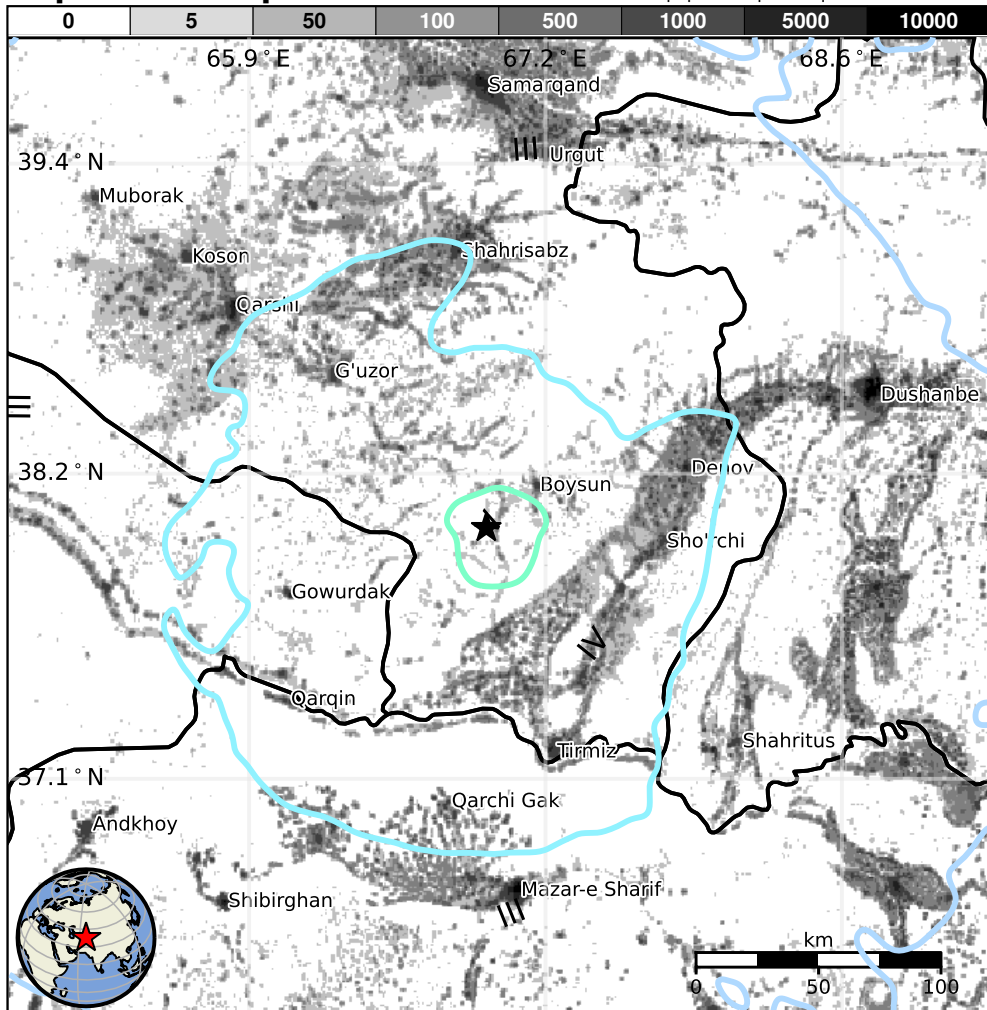 0 5 50 100 500 1000 5000 10000
65.9°E 67.2°E 68.6°E
Samarqand
III
Urgut
39.4°N
Muborak
Shahrisabz
Koson
Qarshi
G'uzor
Dushanbe
III
38.2°N
Denov
Boysun
Sho'rchi
Gowurdak
IV
Qarqin
Shahritus
Tirmiz
37.1°N
Qarchi Gak
Andkhoy
Mazar-e Sharif
Shibirghan
III
km
0 50 100